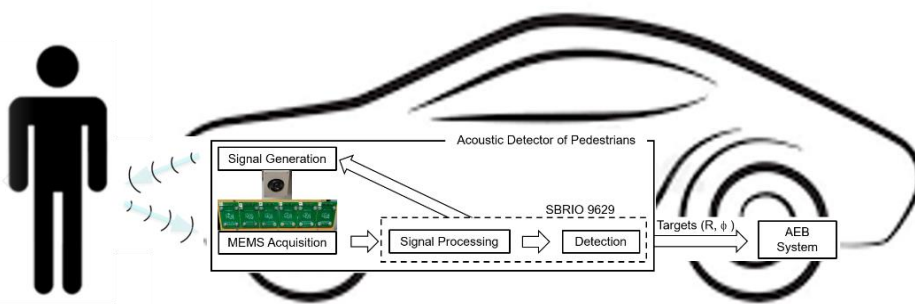 Acoustic Detector of Pedestrians
Signal Generation
SBRIO 9629
MEMS Acquisition
Signal Processing
Detection
Targets (R, ϕ)
AEB
System